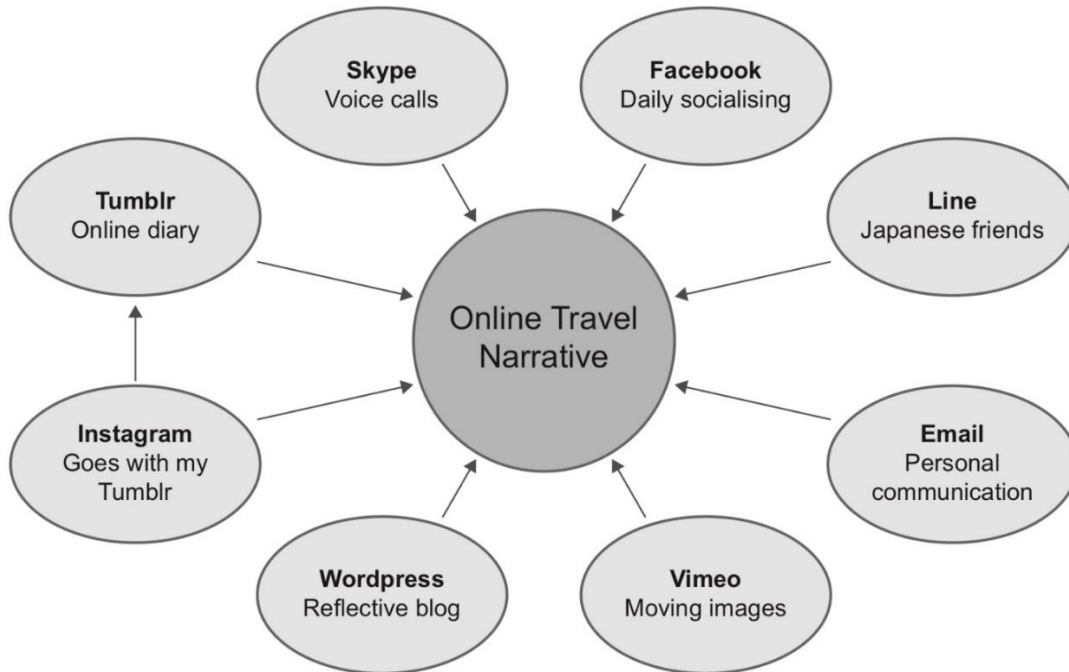 Skype
Voice calls
Facebook
Daily socialising
Tumblr
Online diary
Line
Japanese friends
Online Travel
Narrative
Instagram
Goes with my
Tumblr
Email
Personal
communication
Wordpress
Reflective blog
Vimeo
Moving images